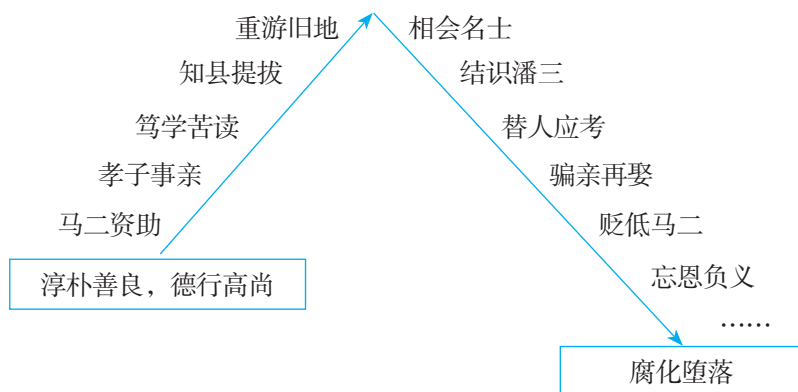 重游旧地
知县提拔
笃学苦读
孝子事亲
马二资助
淳朴善良，德行高尚
相会名士
结识潘三
替人应考
骗亲再娶
贬低马二
忘恩负义
……
腐化堕落